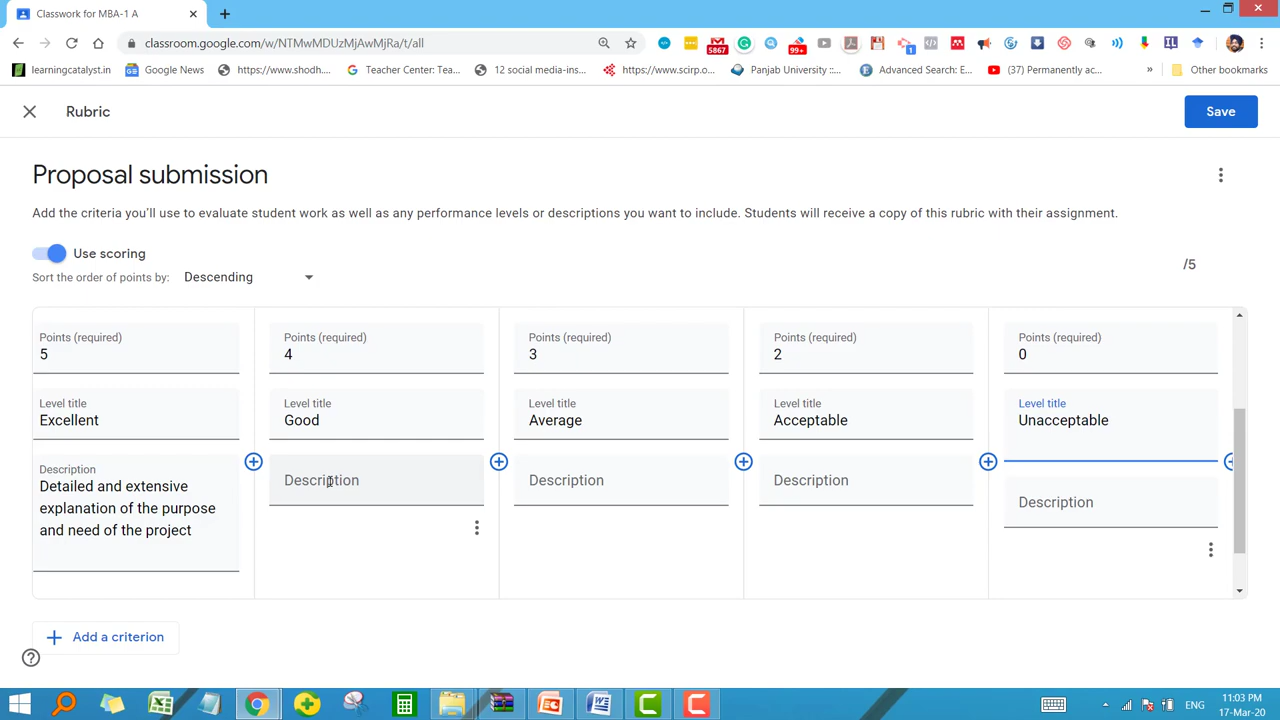 Classwork for MBA-1 A
classroom.google.com/w/NTMwMDUzMjAwMjRa/t/all
5867
99+
1
learningcatalyst.in
Google News
https://www.shodh...
Teacher Center: Tea...
12 social media-ins...
https://www.scirp.o...
Panjab University ::...
Advanced Search: E...
(37) Permanently ac...
Other bookmarks
Rubric
Save
Proposal submission
Add the criteria you'll use to evaluate student work as well as any performance levels or descriptions you want to include. Students will receive a copy of this rubric with their assignment.
Use scoring
Sort the order of points by: Descending
/5
Points (required)
5
Level title
Excellent
Description
Detailed and extensive
explanation of the purpose
and need of the project
Points (required)
4
Level title
Good
Description
Points (required)
3
Level title
Average
Description
Points (required)
2
Level title
Acceptable
Description
Points (required)
0
Level title
Unacceptable
Description
Add a criterion
ENG
11:03 PM
17-Mar-20